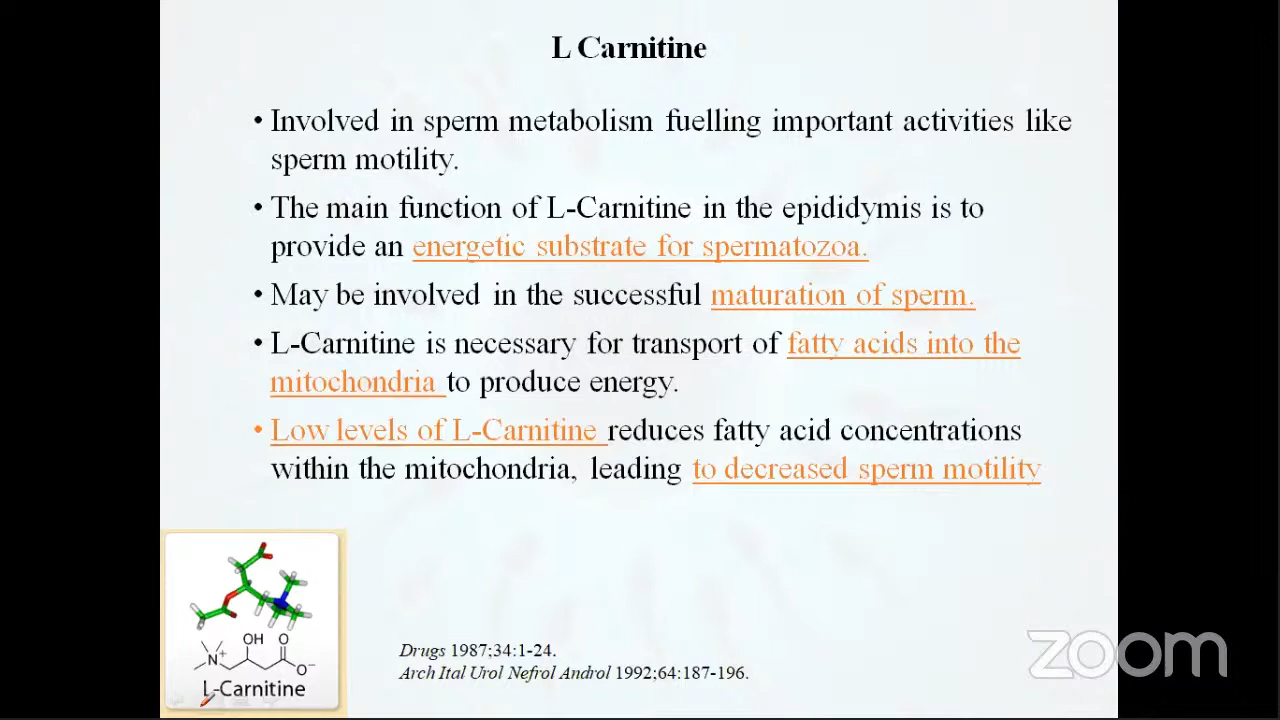 L Carnitine
• Involved in sperm metabolism fuelling important activities like
sperm motility.
• The main function of L-Carnitine in the epididymis is to
provide an energetic substrate for spermatozoa.
• May be involved in the successful maturation of sperm.
• L-Carnitine is necessary for transport of fatty acids into the
mitochondria to produce energy.
• Low levels of L-Carnitine reduces fatty acid concentrations
within the mitochondria, leading to decreased sperm motility
OH
O
N+
O−
L-Carnitine
Drugs 1987;34:1-24.
Arch Ital Urol Nefrol Androl 1992;64:187-196.
zoom